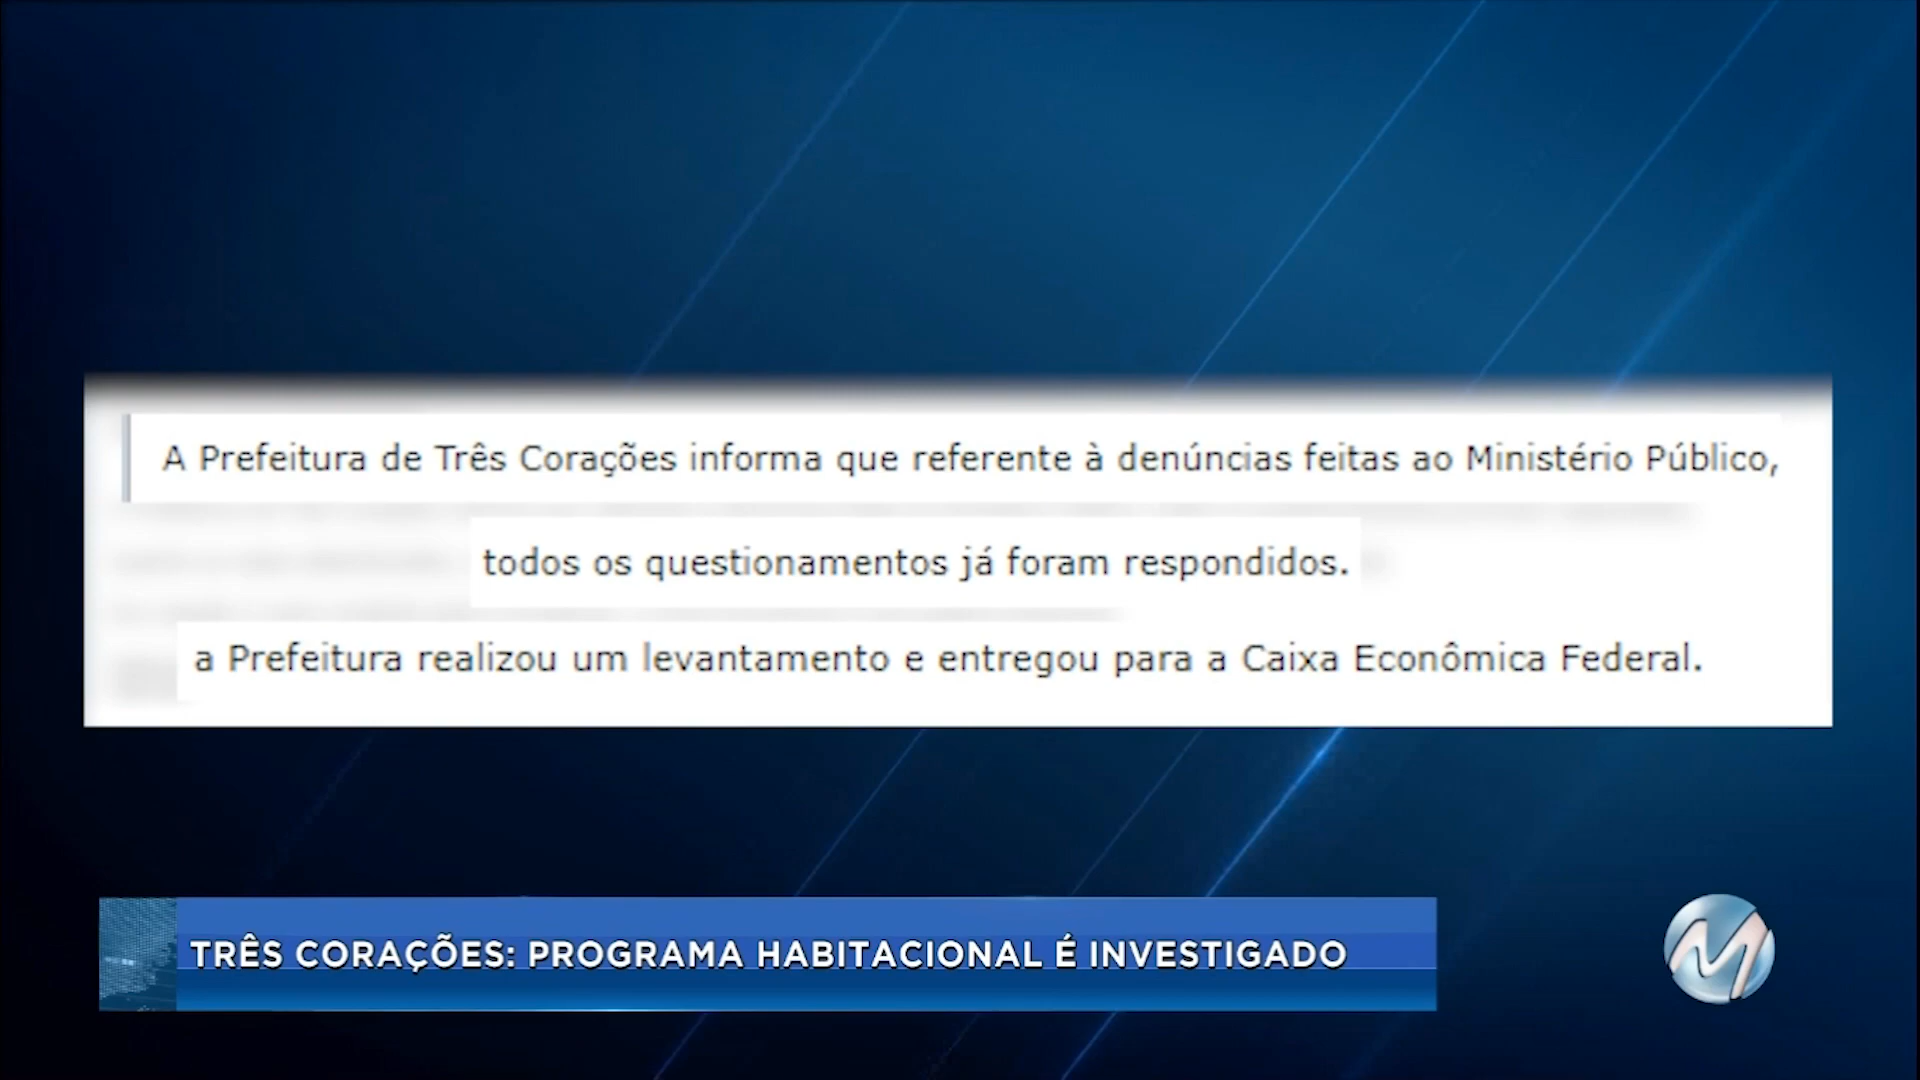 A Prefeitura de Três Corações informa que referente à denúncias feitas ao Ministério Público,
todos os questionamentos já foram respondidos.
a Prefeitura realizou um levantamento e entregou para a Caixa Econômica Federal.
TRÊS CORAÇÕES: PROGRAMA HABITACIONAL É INVESTIGADO
M